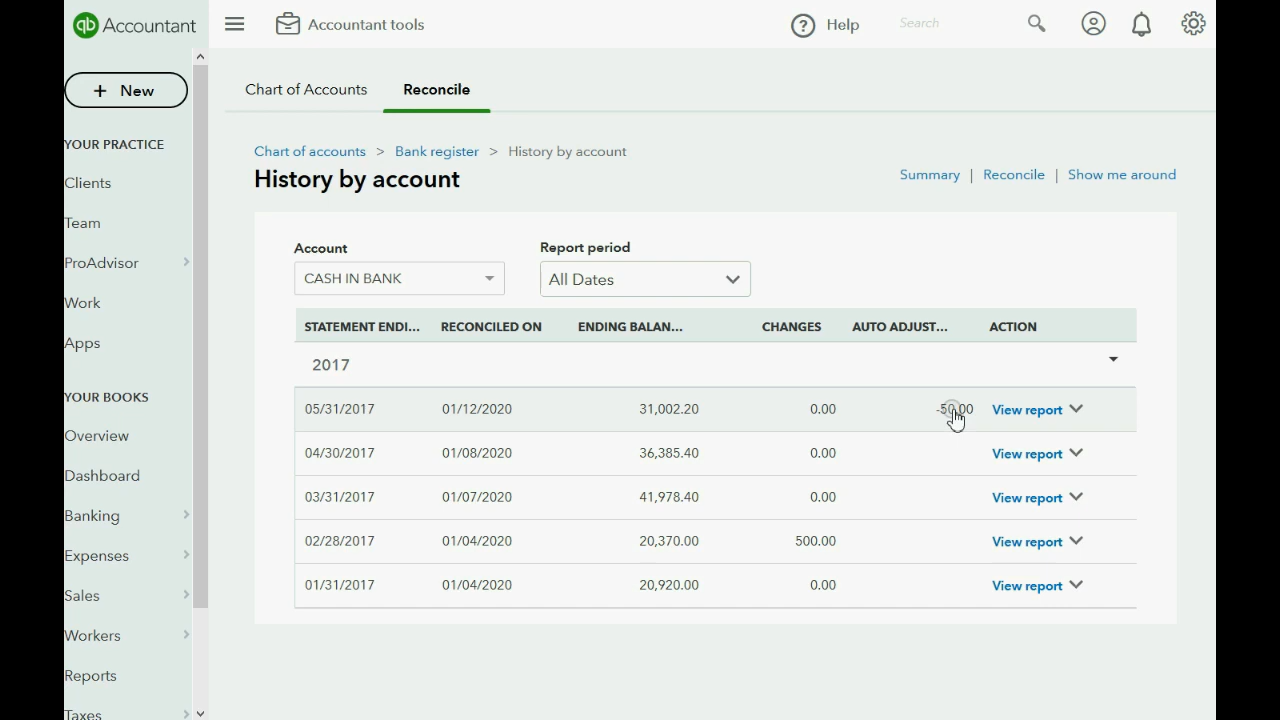 qb Accountant
Accountant tools
Help
Search
+ New
YOUR PRACTICE
Clients
Team
ProAdvisor
Work
Apps
YOUR BOOKS
Overview
Dashboard
Banking
Expenses
Sales
Workers
Reports
Taxes
Chart of Accounts Reconcile
Chart of accounts > Bank register > History by account
History by account
Summary | Reconcile | Show me around
Account Report period
CASH IN BANK All Dates
STATEMENT ENDI... RECONCILED ON ENDING BALAN... CHANGES AUTO ADJUST... ACTION
2017
05/31/2017 01/12/2020 31,002.20 0.00 -50.00 View report
04/30/2017 01/08/2020 36,385.40 0.00 View report
03/31/2017 01/07/2020 41,978.40 0.00 View report
02/28/2017 01/04/2020 20,370.00 500.00 View report
01/31/2017 01/04/2020 20,920.00 0.00 View report